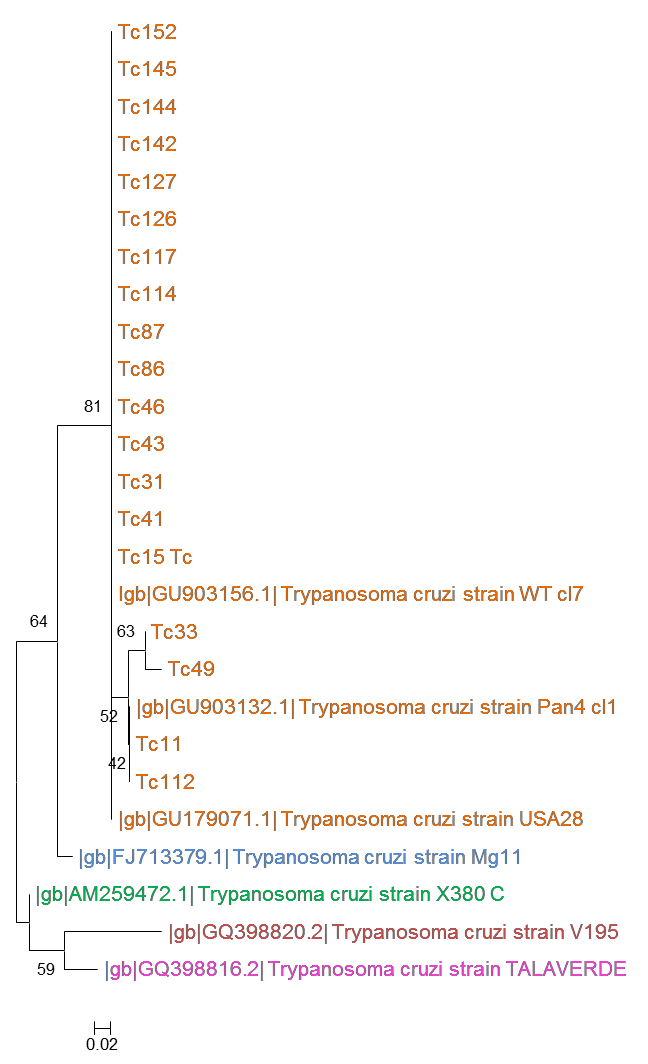 Tc152
Tc145
Tc144
Tc142
Tc127
Tc126
Tc117
Tc114
Tc87
Tc86
81
Tc46
Tc43
Tc31
Tc41
Tc15 Tc
lgb|GU903156.1| Trypanosoma cruzi strain WT cl7
64
63
Tc33
Tc49
|gb|GU903132.1| Trypanosoma cruzi strain Pan4 cl1
52
Tc11
42
Tc112
|gb|GU179071.1| Trypanosoma cruzi strain USA28
|gb|FJ713379.1| Trypanosoma cruzi strain Mg11
|gb|AM259472.1| Trypanosoma cruzi strain X380 C
|gb|GQ398820.2| Trypanosoma cruzi strain V195
59
|gb|GQ398816.2| Trypanosoma cruzi strain TALAVERDE
0.02